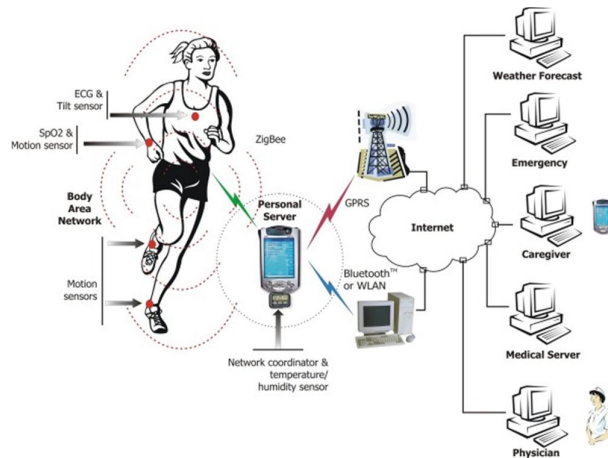 ECG &
Tilt sensor
SpO2 &
Motion sensor
Body
Area
Network
Motion
sensors
ZigBee
Personal
Server
Network coordinator &
temperature/
humidity sensor
GPRS
Bluetooth™
or WLAN
Internet
Weather Forecast
Emergency
Caregiver
Medical Server
Physician